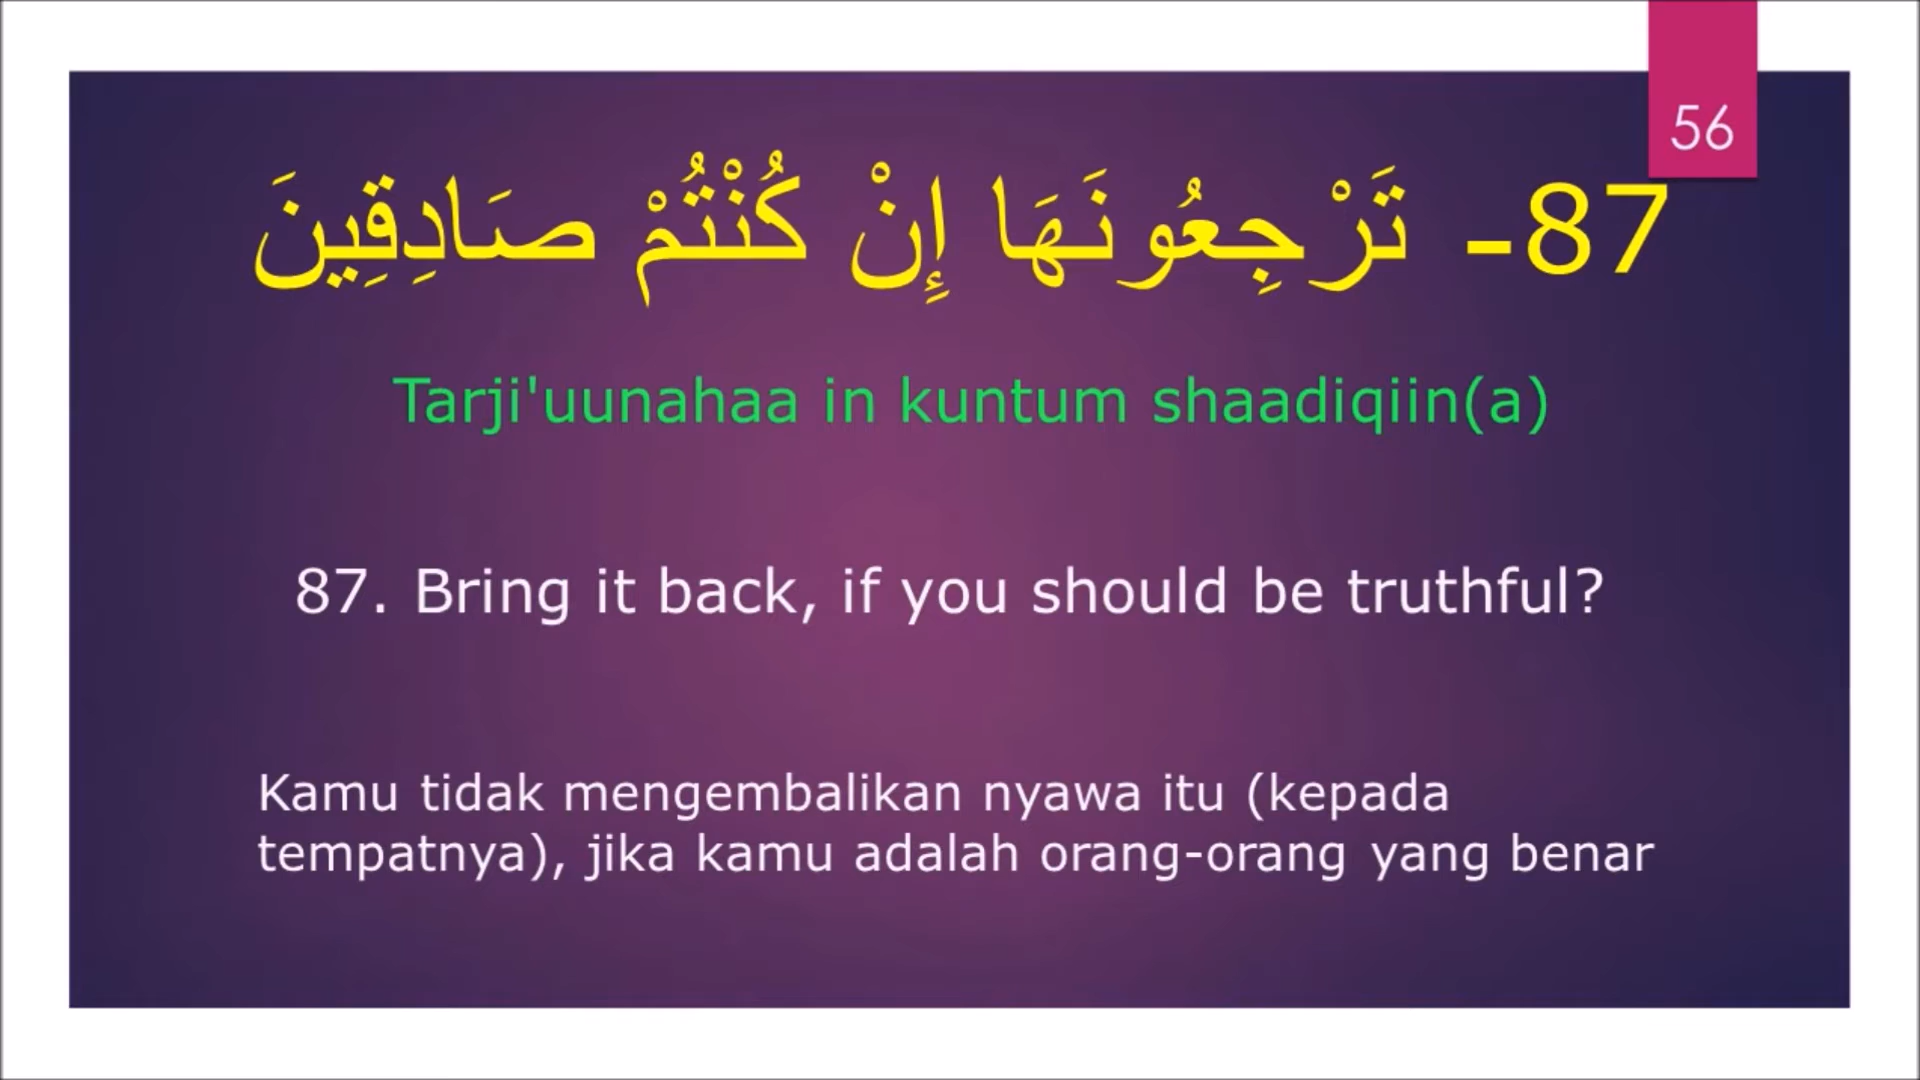 56
87- تَرْجِعُونَهَا إِنْ كُنْتُمْ صَادِقِينَ
Tarji'uunahaa in kuntum shaadiqiin(a)
87. Bring it back, if you should be truthful?
Kamu tidak mengembalikan nyawa itu (kepada
tempatnya), jika kamu adalah orang-orang yang benar